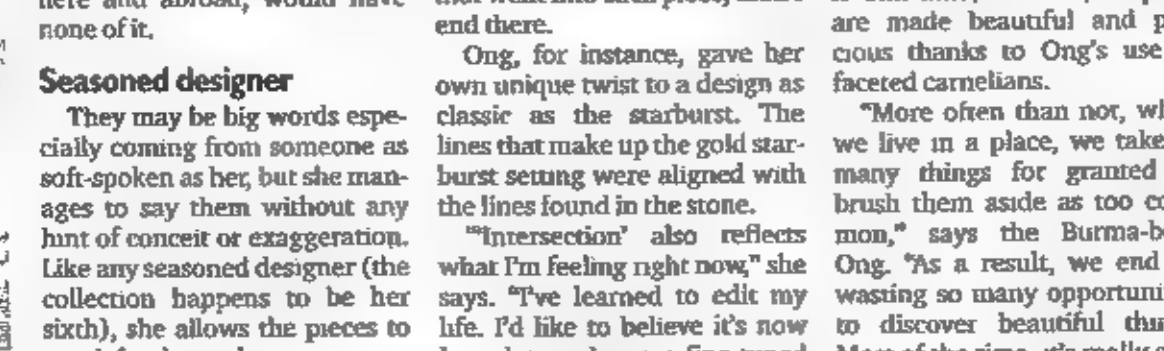 here and abroad, would have
none of it.
Seasoned designer
They may be big words espe-
cially coming from someone as
soft-spoken as her, but she man-
ages to say them without any
hint of conceit or exaggeration.
Like any seasoned designer (the
collection happens to be her
sixth), she allows the pieces to
end there.
Ong, for instance, gave her
own unique twist to a design as
classic as the starburst. The
lines that make up the gold star-
burst setting were aligned with
the lines found in the stone.
"'Intersection' also reflects
what I'm feeling right now," she
says. "I've learned to edit my
life. I'd like to believe it's now
are made beautiful and p
cious thanks to Ong's use
faceted carnelians.
"More often than not, wh
we live in a place, we take
many things for granted
brush them aside as too co
mon," says the Burma-b
Ong. "As a result, we end
wasting so many opportuni
to discover beautiful thi